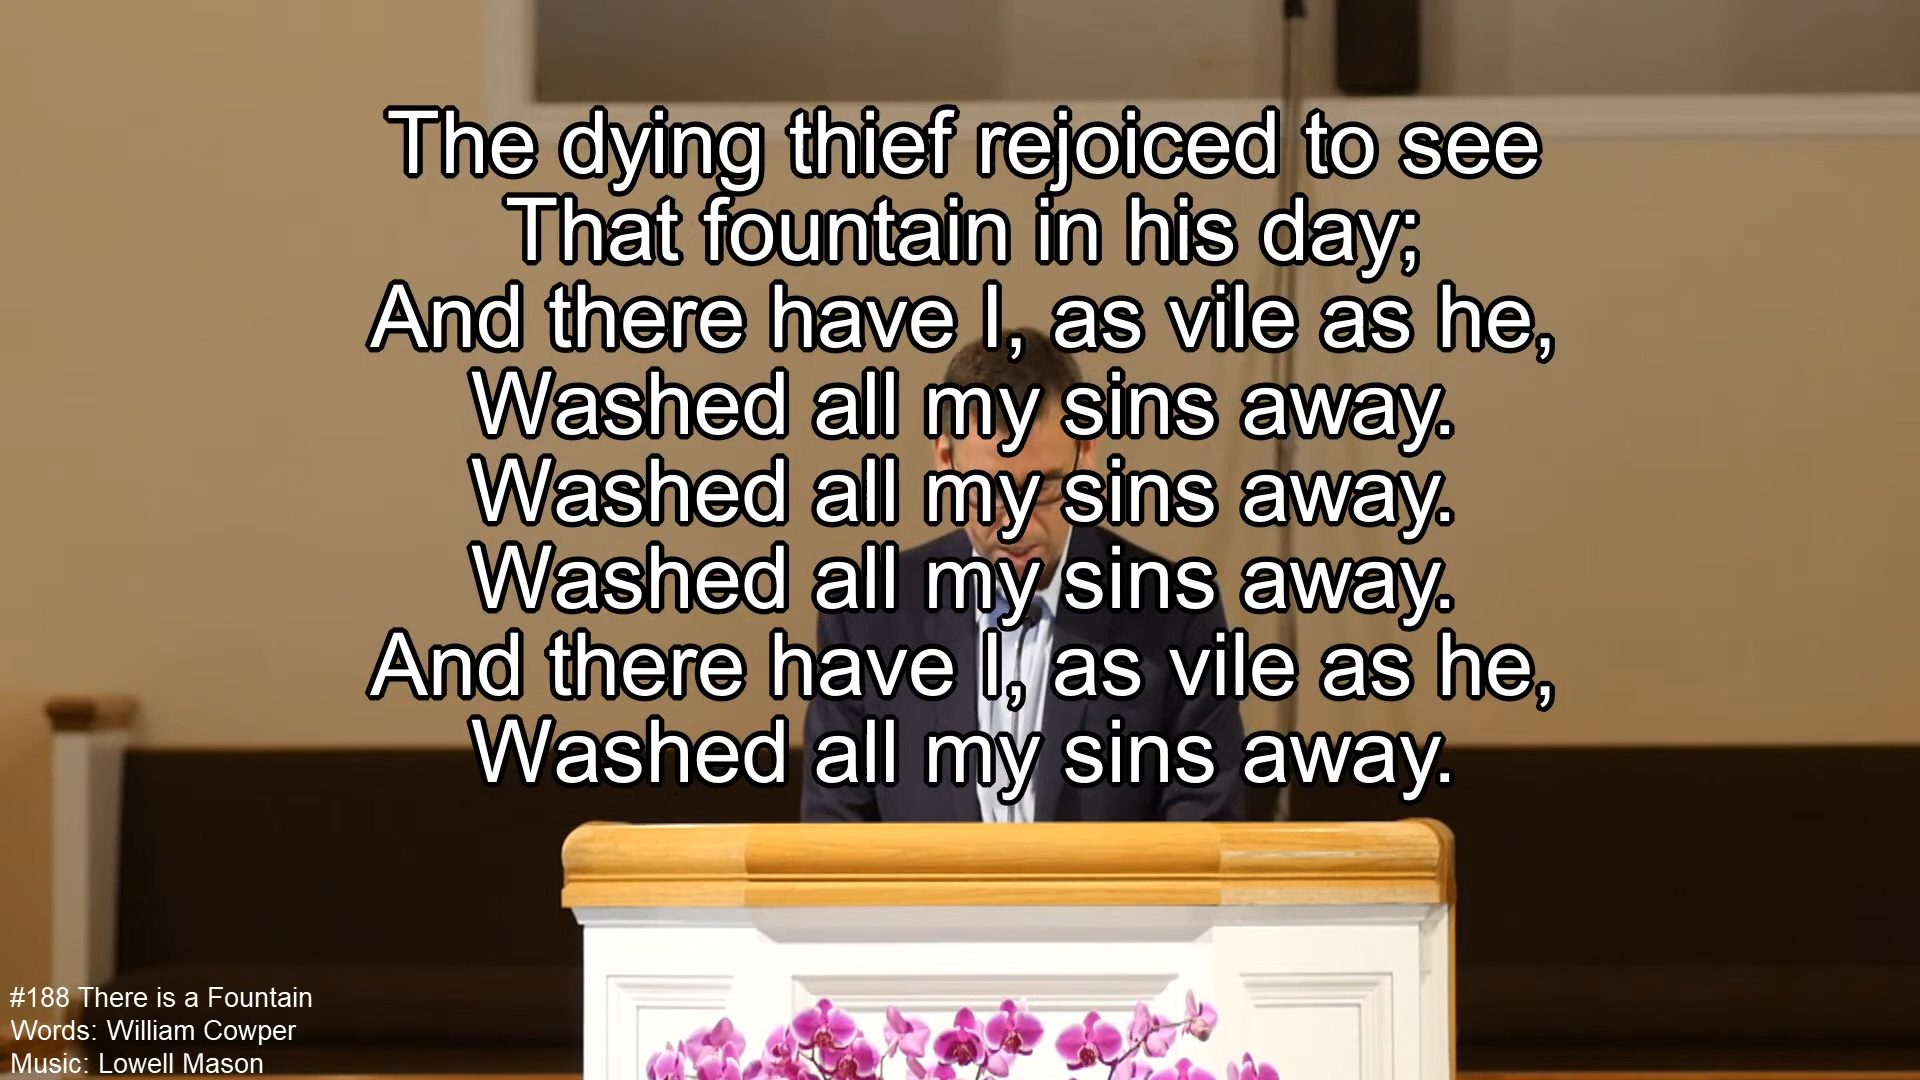 The dying thief rejoiced to see
That fountain in his day;
And there have I, as vile as he,
Washed all my sins away.
Washed all my sins away.
Washed all my sins away.
And there have I, as vile as he,
Washed all my sins away.
#188 There is a Fountain
Words: William Cowper
Music: Lowell Mason